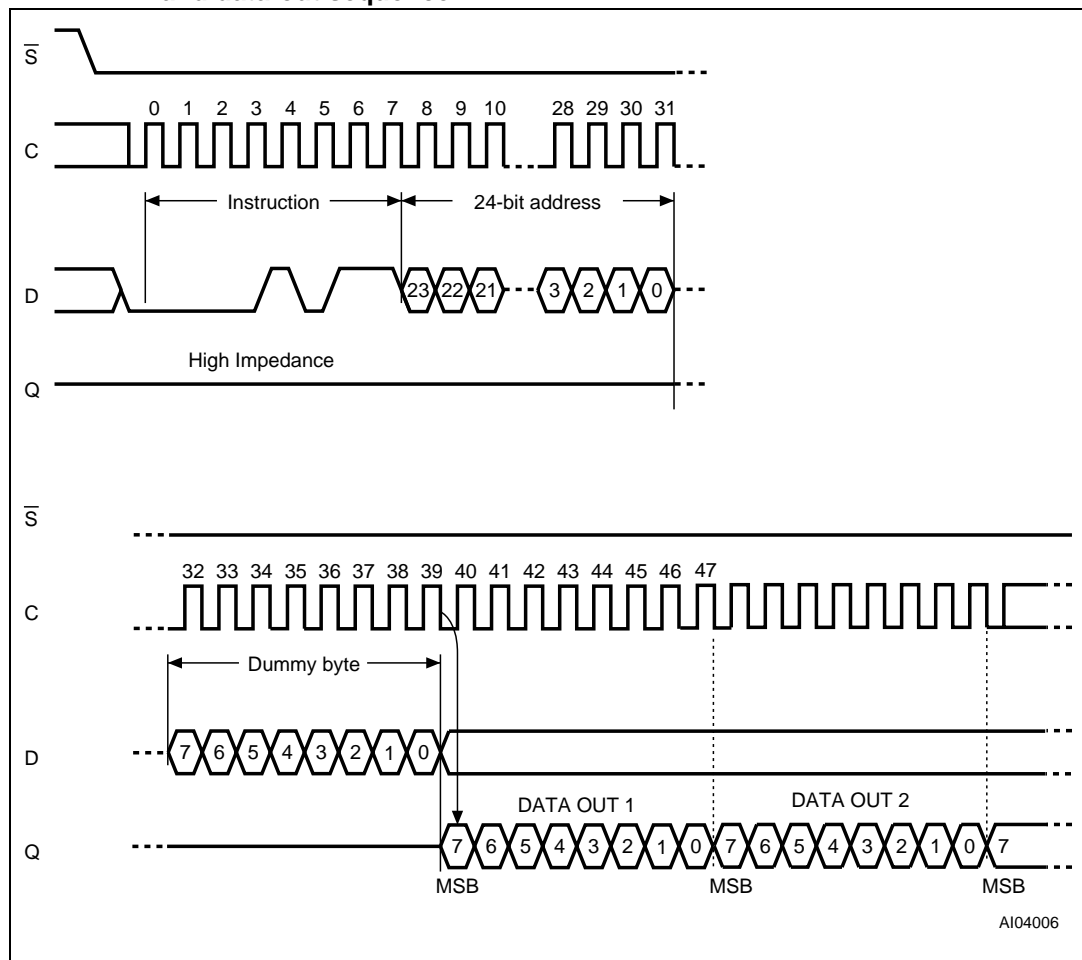 and data-out sequence
S
0 1 2 3 4 5 6 7 8 9 10 28 29 30 31
C
Instruction 24-bit address
D 23 22 21 3 2 1 0
High Impedance
Q
S
32 33 34 35 36 37 38 39 40 41 42 43 44 45 46 47
C
Dummy byte
D 7 6 5 4 3 2 1 0
DATA OUT 1 DATA OUT 2
Q 7 6 5 4 3 2 1 0 7 6 5 4 3 2 1 0 7
MSB MSB MSB
AI04006